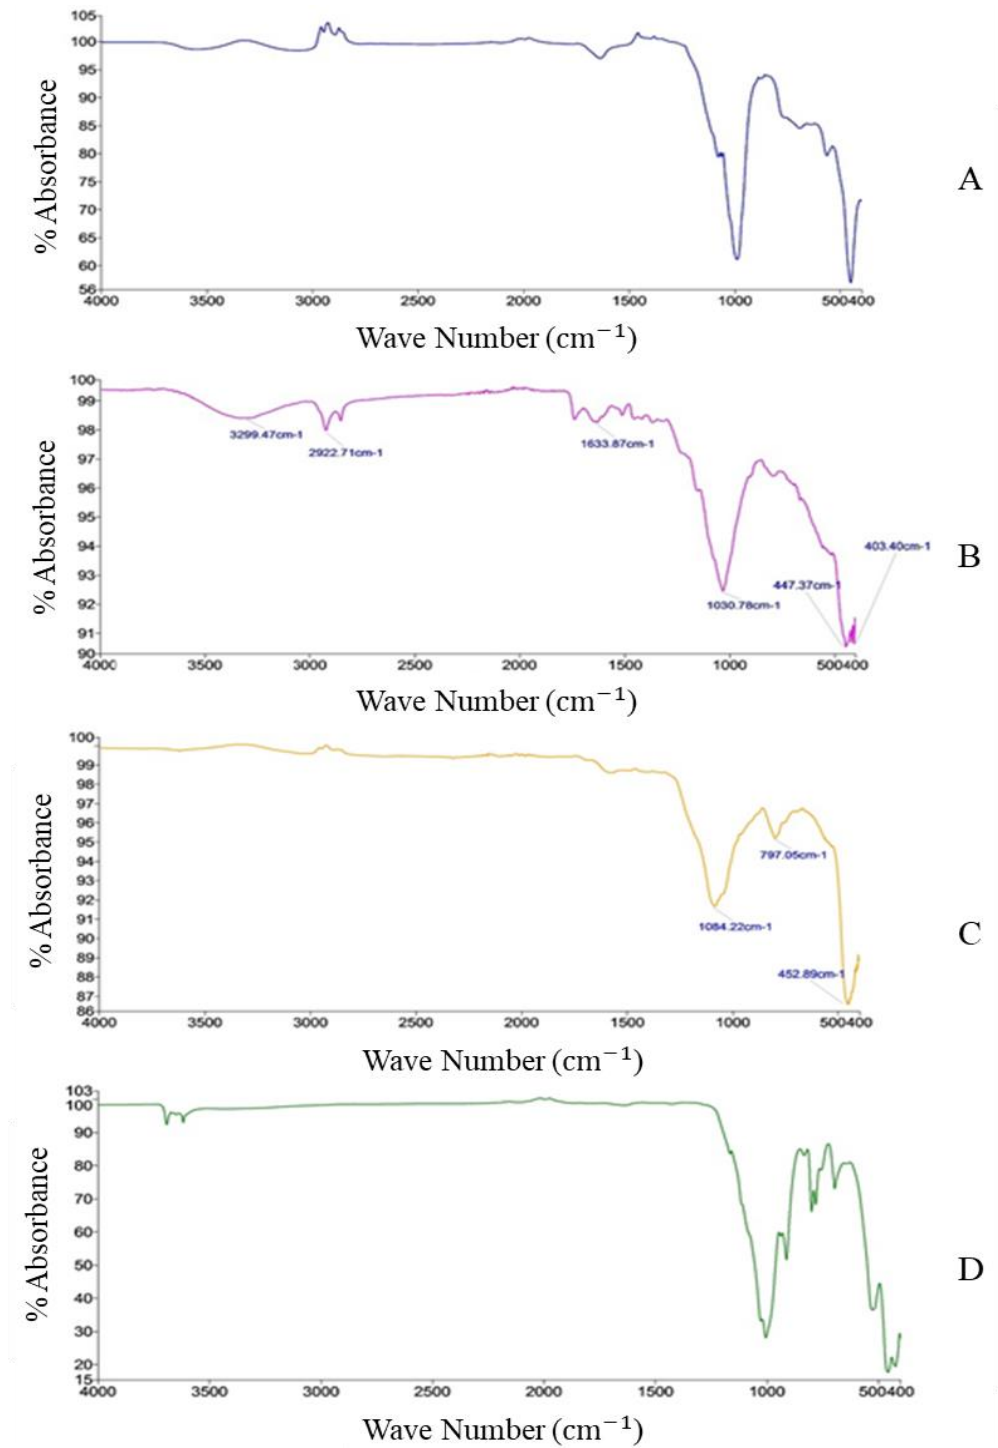 105
100
95
90
85
80
75
70
65
60
56
% Absorbance
4000 3500 3000 2500 2000 1500 1000 500400
Wave Number (cm⁻¹)
A
100
99
98
97
96
95
94
93
92
91
90
% Absorbance
3299.47cm-1
2922.71cm-1
1633.87cm-1
1030.78cm-1
447.37cm-1
403.40cm-1
4000 3500 3000 2500 2000 1500 1000 500400
Wave Number (cm⁻¹)
B
100
99
98
97
96
95
94
93
92
91
90
89
88
87
86
% Absorbance
1084.22cm-1
797.05cm-1
452.89cm-1
4000 3500 3000 2500 2000 1500 1000 500400
Wave Number (cm⁻¹)
C
103
100
90
80
70
60
50
40
30
20
15
% Absorbance
4000 3500 3000 2500 2000 1500 1000 500400
Wave Number (cm⁻¹)
D